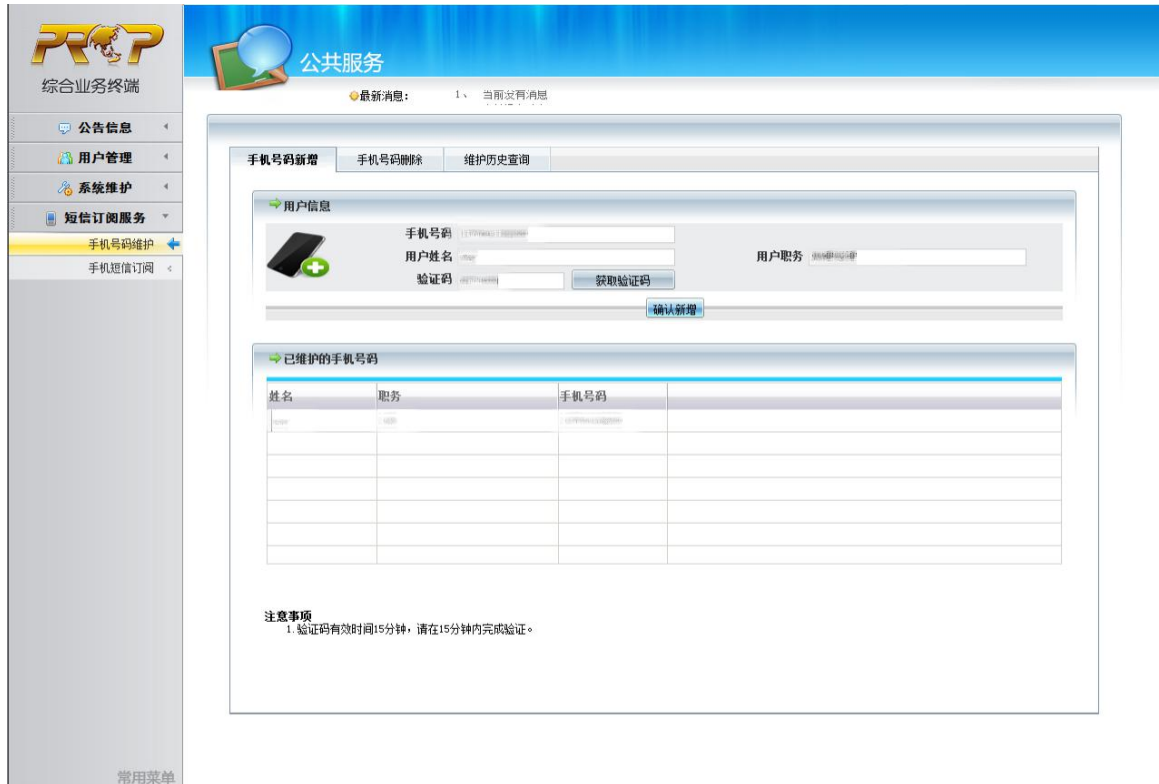 PROP
综合业务终端
公共服务
最新消息: 1、 当前没有消息
公告信息
用户管理
系统维护
短信订阅服务
手机号码维护
手机短信订阅
手机号码新增 手机号码删除 维护历史查询
用户信息
手机号码
用户姓名 用户职务
验证码 获取验证码
确认新增
已维护的手机号码
姓名 职务 手机号码
注意事项
1.验证码有效时间15分钟，请在15分钟内完成验证。
常用菜单